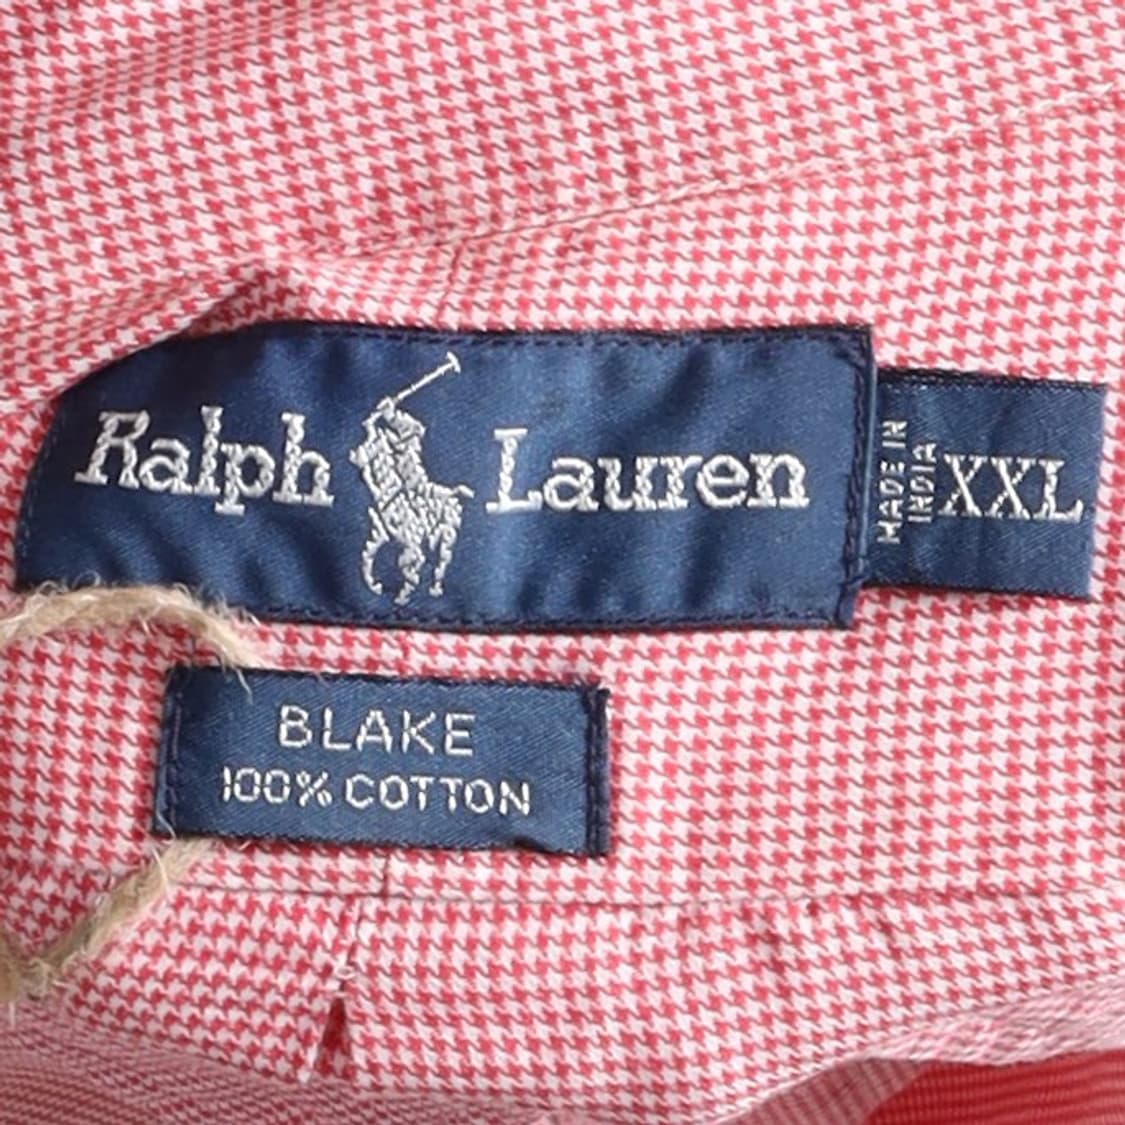 Ralph Lauren
MADE IN
INDIA
XXL
BLAKE
100% COTTON